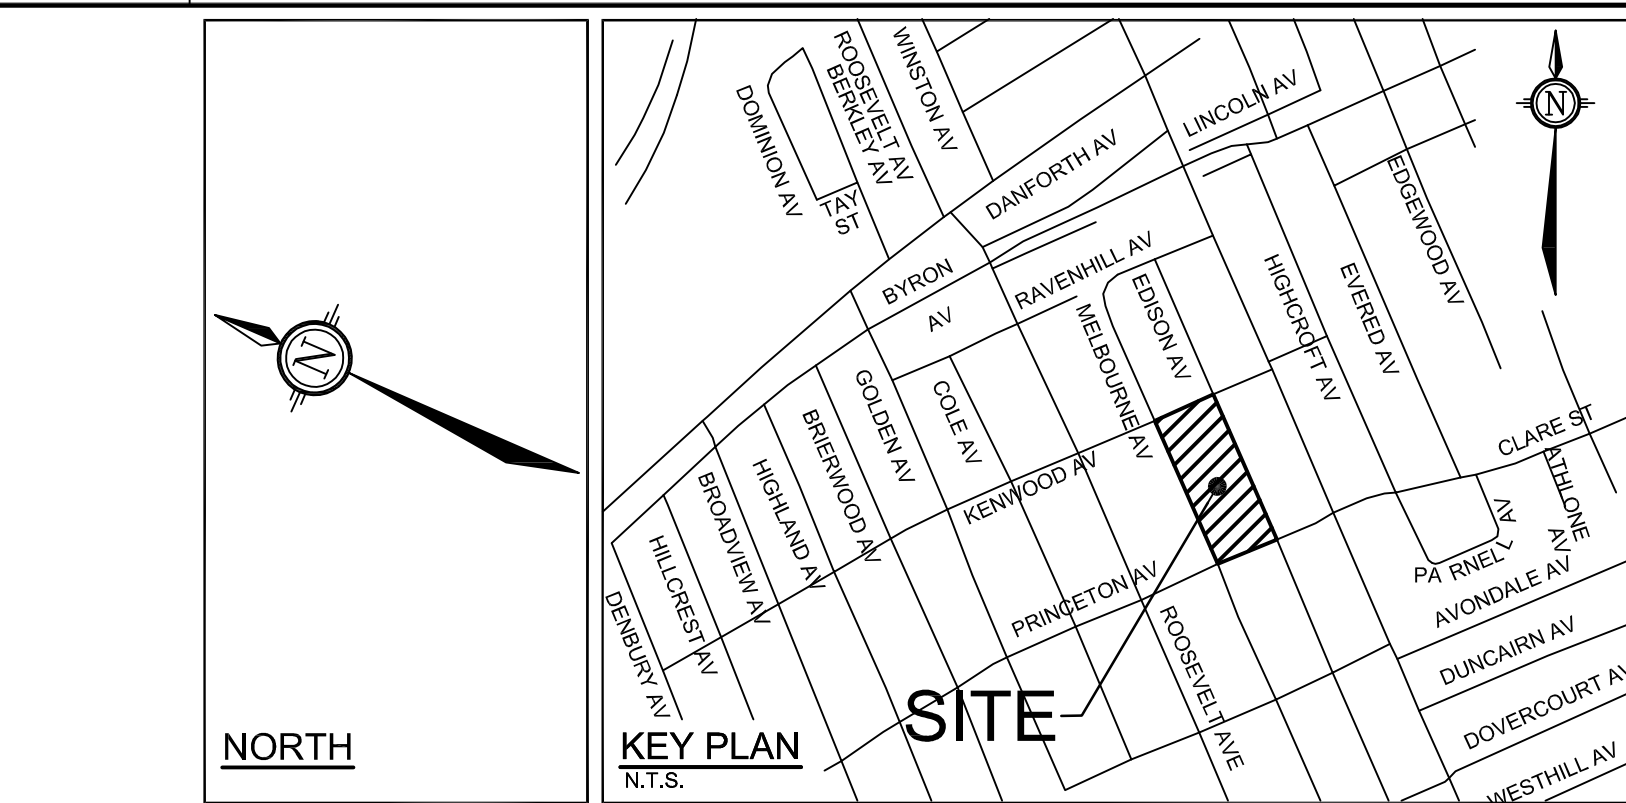 N
NORTH
ROOSEVELT AV
BERKLEY AV
WINSTON AV
DOMINION AV
TAY
ST
LINCOLN AV
DANFORTH AV
N
EDGEWOOD AV
BYRON
AV
RAVENHILL AV
EDISON AV
MELBOURNE AV
HIGHCROFT AV
EVERED AV
GOLDEN AV
COLE AV
BRIERWOOD AV
HIGHLAND AV
BROADVIEW AV
HILLCREST AV
DENBURY AV
KENWOOD AV
CLARE ST
ATHLONE
AV
PA RNELL AV
PRINCETON AV
ROOSEVELT AVE
AVONDALE AV
DUNCAIRN AV
DOVERCOURT AV
WESTHILL AV
SITE
KEY PLAN
N.T.S.